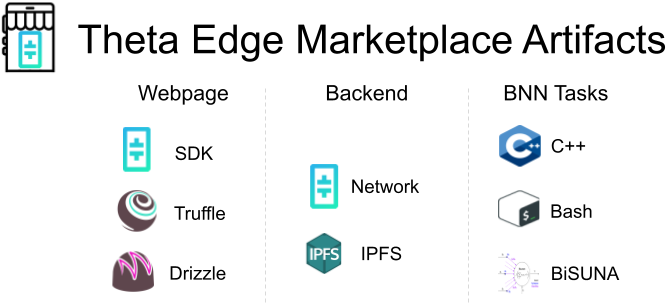 Theta Edge Marketplace Artifacts
Webpage
SDK
Truffle
Drizzle
Backend
Network
IPFS
IPFS
BNN Tasks
C++
C++
$_
Bash
BiSUNA